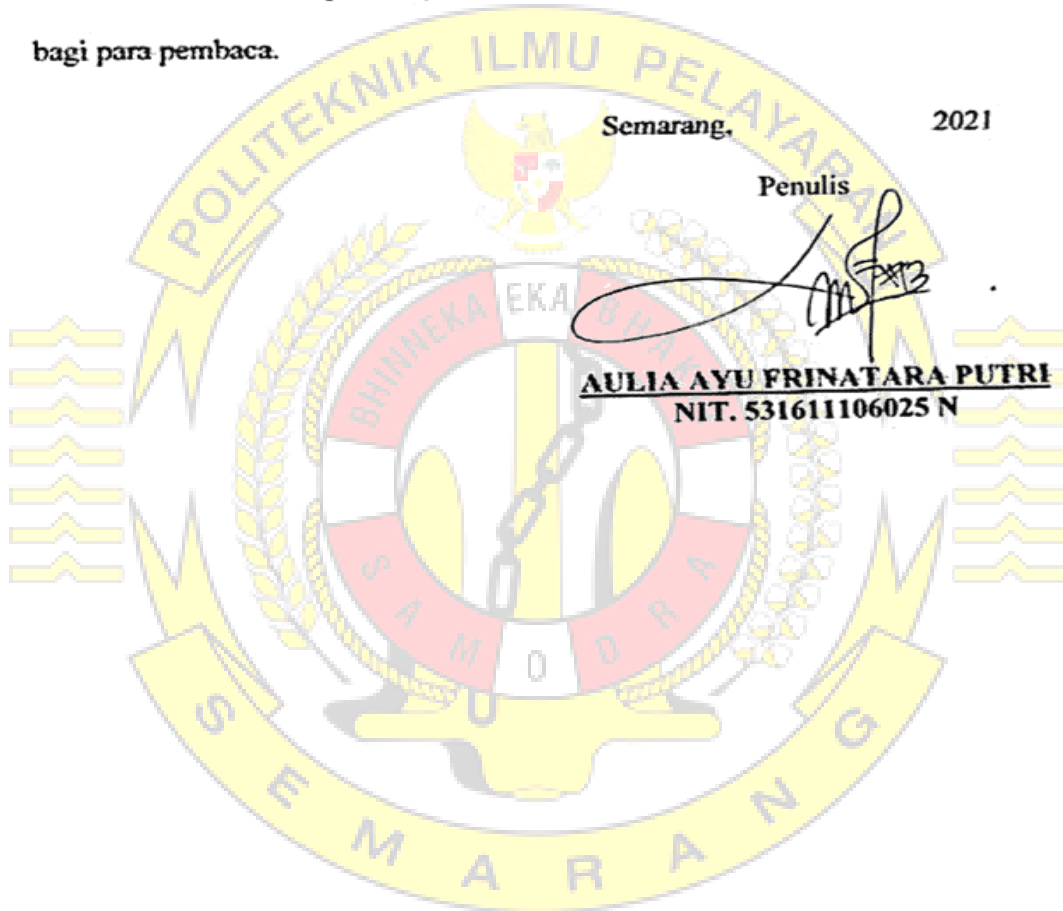 bagi para pembaca.
Semarang, 2021
Penulis
AULIA AYU FRINATARA PUTRI
NIT. 531611106025 N
POLITEKNIK ILMU PELAYARAN
BHINNEKA EKA BHAKTI
SAMODRA
SEMARANG